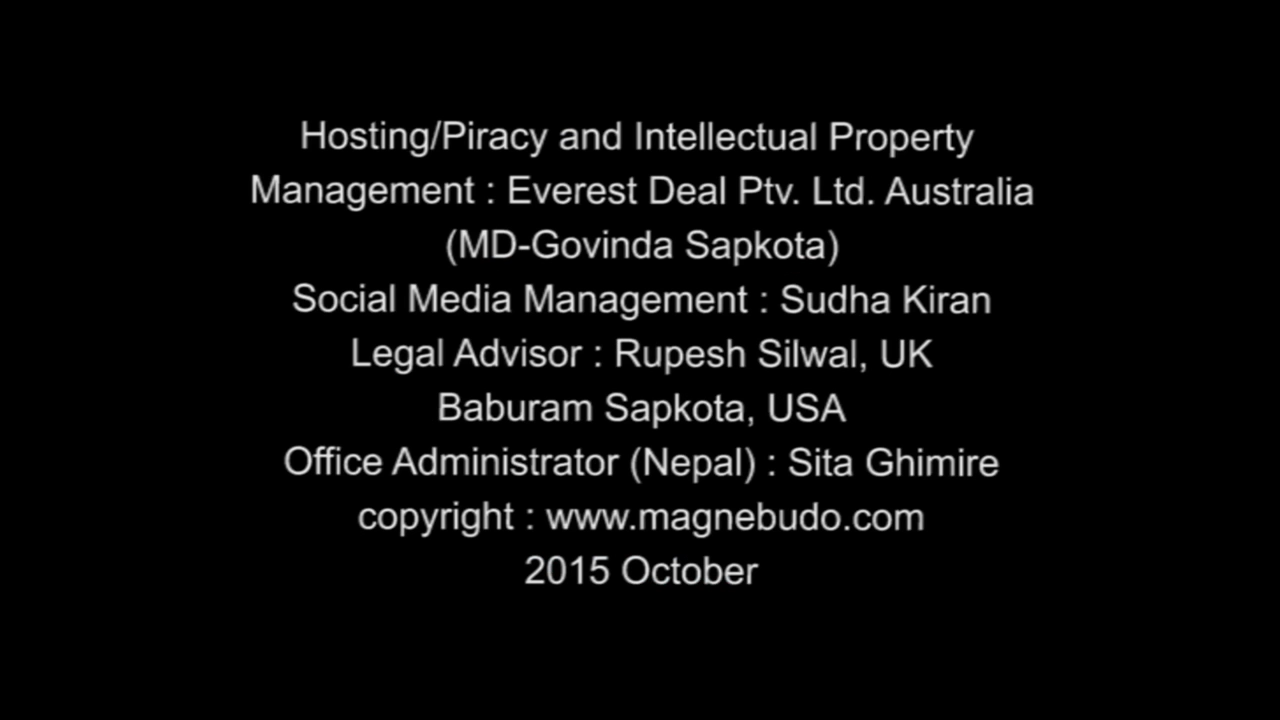 Hosting/Piracy and Intellectual Property
Management : Everest Deal Ptv. Ltd. Australia
(MD-Govinda Sapkota)
Social Media Management : Sudha Kiran
Legal Advisor : Rupesh Silwal, UK
Baburam Sapkota, USA
Office Administrator (Nepal) : Sita Ghimire
copyright : www.magnebudo.com
2015 October